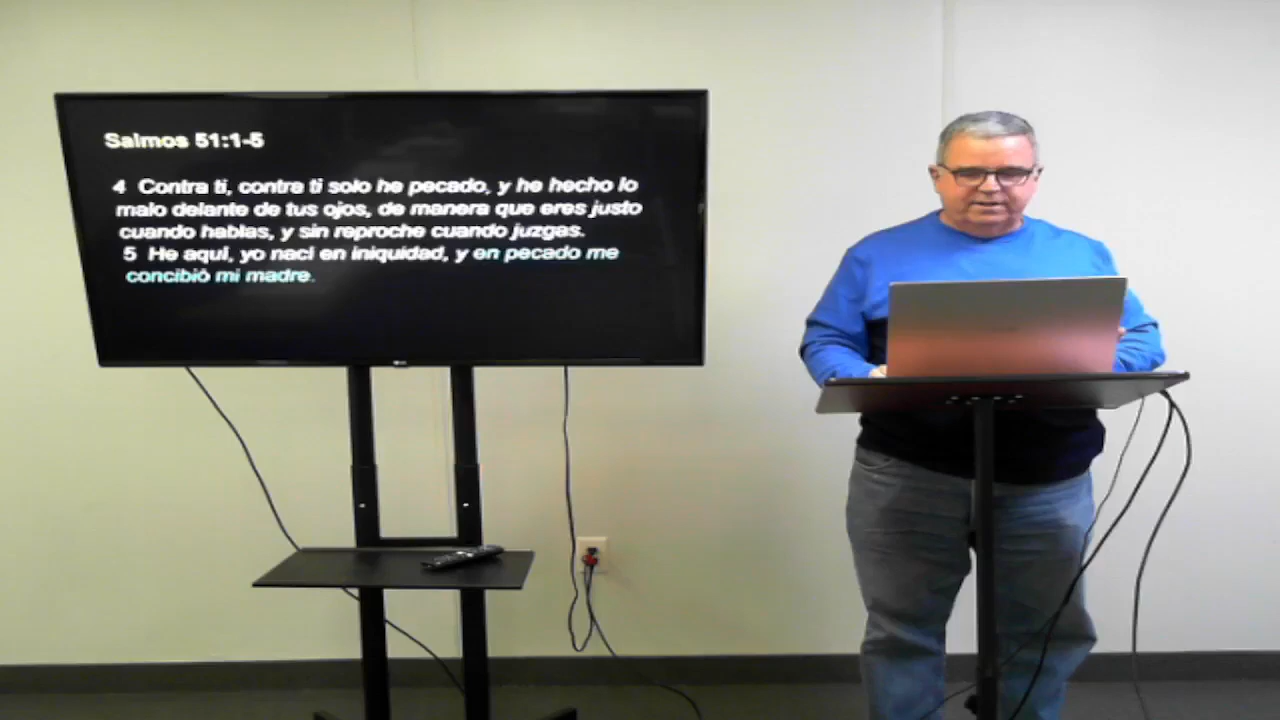 Salmos 51:1-5
4 Contra ti, contra ti solo he pecado, y he hecho lo
malo delante de tus ojos, de manera que eres justo
cuando hablas, y sin reproche cuando juzgas.
5 He aquí, yo nací en iniquidad, y en pecado me
concibió mi madre.